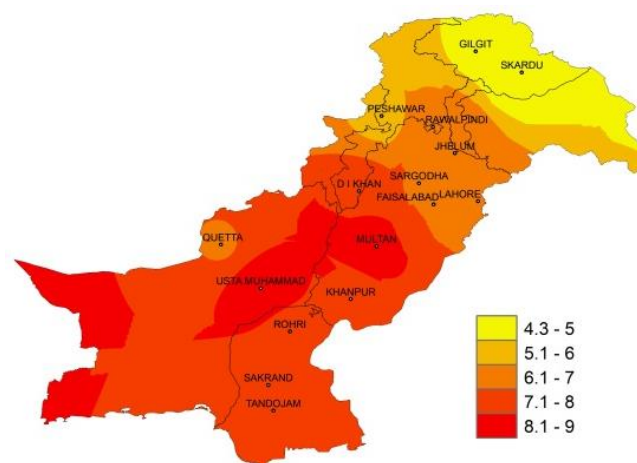 GILGIT
SKARDU
PESHAWAR
RAWALPINDI
JHELUM
SARGODHA
D I KHAN
FAISALABAD
LAHORE
QUETTA
MULTAN
USTA MUHAMMAD
KHANPUR
ROHRI
SAKRAND
TANDOJAM
4.3 - 5
5.1 - 6
6.1 - 7
7.1 - 8
8.1 - 9